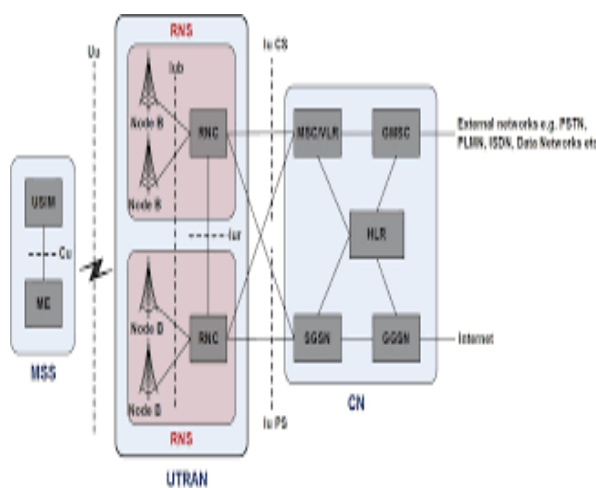 RNS
Uu
Iub
Iu CS
Node B
RNC
Node B
MSC/VLR
GMSC
External networks e.g. PSTN,
PLMN, ISDN, Data Networks etc
USIM
Cu
ME
MSS
Iur
HLR
Node B
RNC
Node B
SGSN
GGSN
Internet
CN
RNS
Iu PS
UTRAN